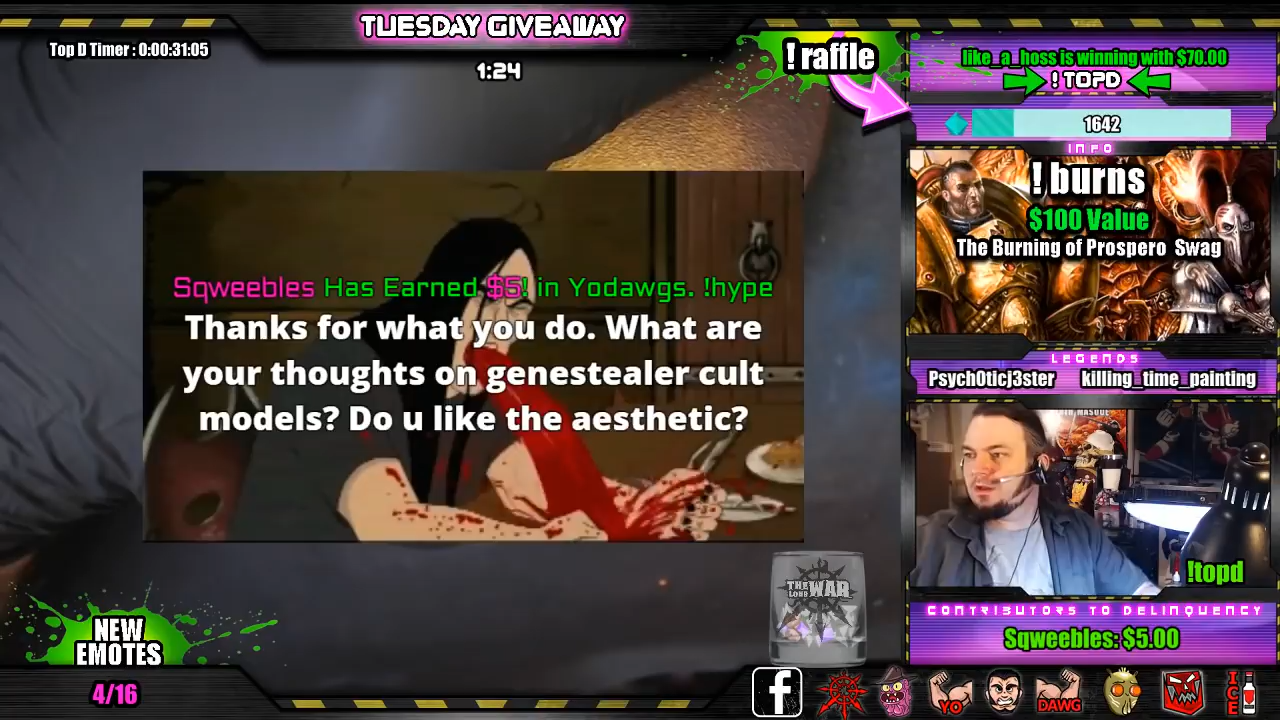 TUESDAY GIVEAWAY
Top D Timer : 0:00:31:05
1:24
! raffle
like_a_hoss is winning with $70.00
! TOPD
1642
INFO
! burns
$100 Value
The Burning of Prospero Swag
Sqweebles Has Earned $5! in Yodawgs. !hype
Thanks for what you do. What are
your thoughts on genestealer cult
models? Do u like the aesthetic?
LEGENDS
Psych0ticJ3ster killing_time_painting
!topd
THE LONG WAR
CONTRIBUTORS TO DELINQUENCY
Sqweebles: $5.00
NEW
EMOTES
4/16
f
YO
DAWG
ICE